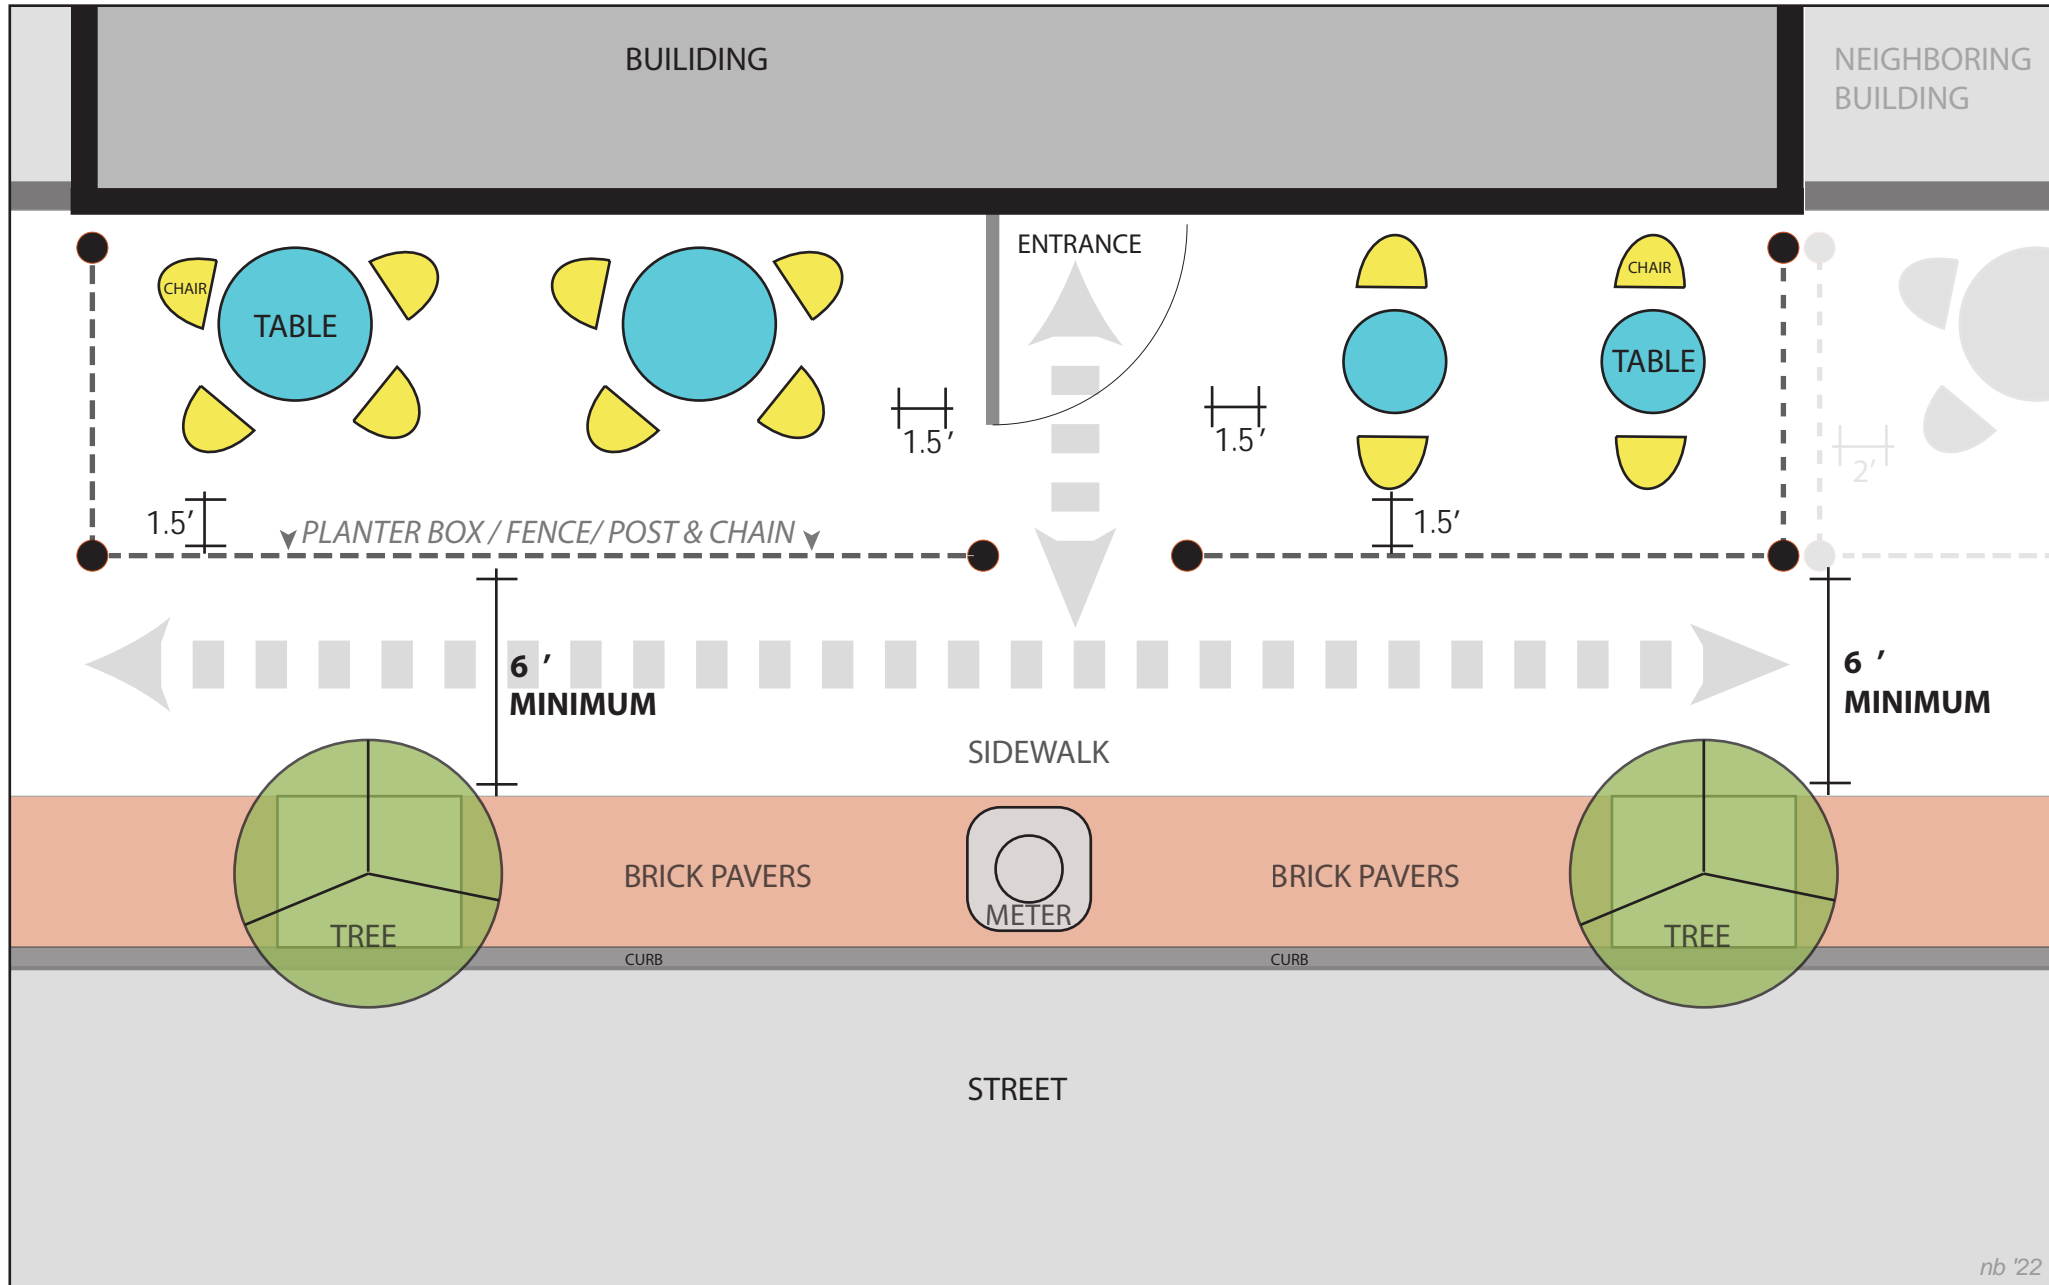 BUILIDING
NEIGHBORING
BUILDING
ENTRANCE
CHAIR
CHAIR
TABLE
TABLE
1.5'
1.5'
2'
1.5'
1.5'
PLANTER BOX / FENCE/ POST & CHAIN
6 '
MINIMUM
6 '
MINIMUM
SIDEWALK
BRICK PAVERS
BRICK PAVERS
METER
TREE
TREE
CURB
CURB
STREET
nb '22